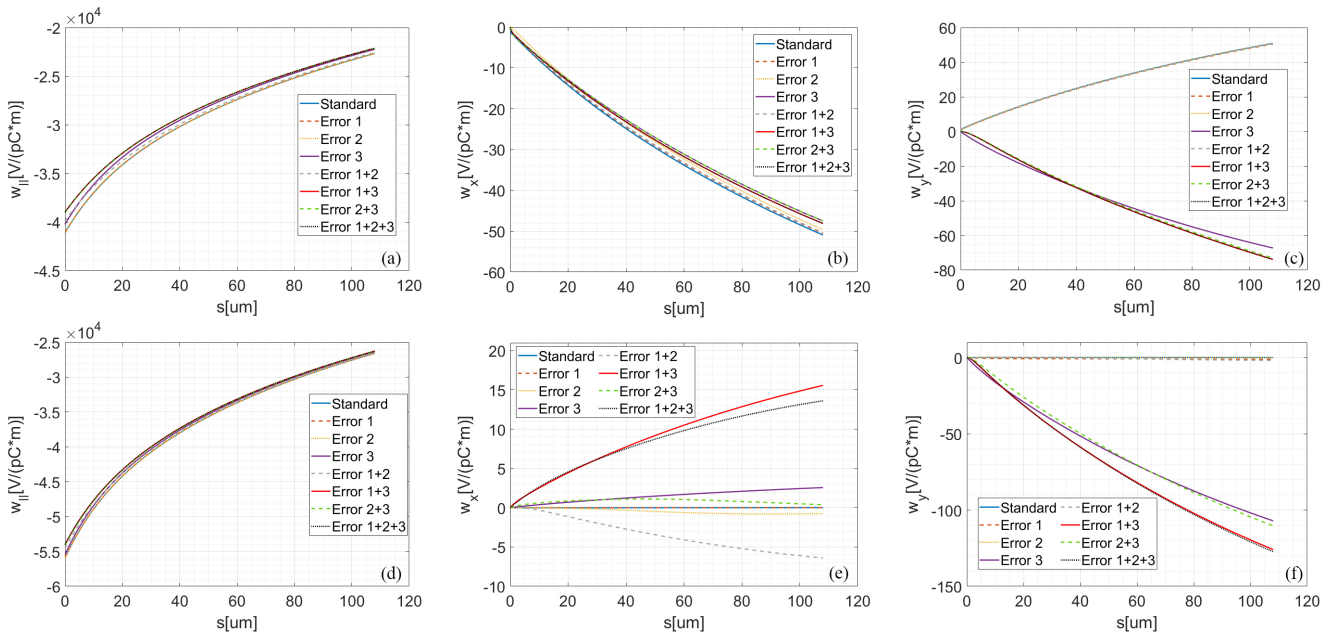 ×10⁴
-2
-2.5
-3
-3.5
-4
-4.5
w||[V/(pC*m)]
0 20 40 60 80 100 120
s[um]
Standard
Error 1
Error 2
Error 3
Error 1+2
Error 1+3
Error 2+3
Error 1+2+3
(a)
0
-10
-20
-30
-40
-50
-60
wx[V/(pC*m)]
0 20 40 60 80 100 120
s[um]
Standard
Error 1
Error 2
Error 3
Error 1+2
Error 1+3
Error 2+3
Error 1+2+3
(b)
60
40
20
0
-20
-40
-60
-80
wy[V/(pC*m)]
0 20 40 60 80 100 120
s[um]
Standard
Error 1
Error 2
Error 3
Error 1+2
Error 1+3
Error 2+3
Error 1+2+3
(c)
×10⁴
-2.5
-3
-3.5
-4
-4.5
-5
-5.5
-6
w||[V/(pC*m)]
0 20 40 60 80 100 120
s[um]
Standard
Error 1
Error 2
Error 3
Error 1+2
Error 1+3
Error 2+3
Error 1+2+3
(d)
20
15
10
5
0
-5
-10
wx[V/(pC*m)]
0 20 40 60 80 100 120
s[um]
Standard Error 1+2
Error 1 Error 1+3
Error 2 Error 2+3
Error 3 Error 1+2+3
(e)
0
-50
-100
-150
wy[V/(pC*m)]
0 20 40 60 80 100 120
s[um]
Standard Error 1+2
Error 1 Error 1+3
Error 2 Error 2+3
Error 3 Error 1+2+3
(f)